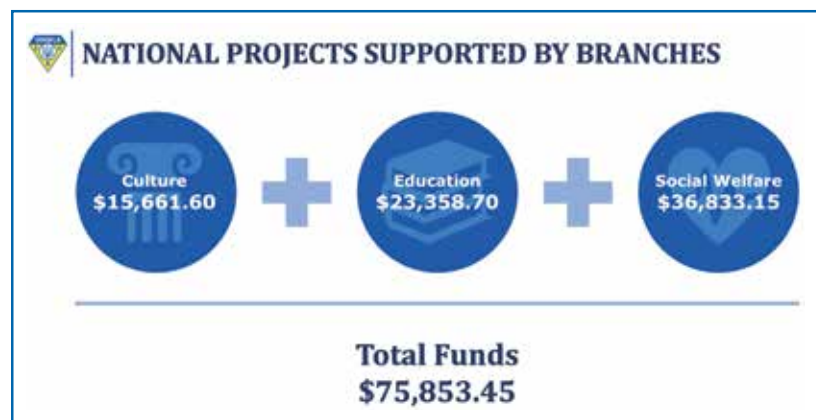 NATIONAL PROJECTS SUPPORTED BY BRANCHES
Culture
$15,661.60
Education
$23,358.70
Social Welfare
$36,833.15
Total Funds
$75,853.45